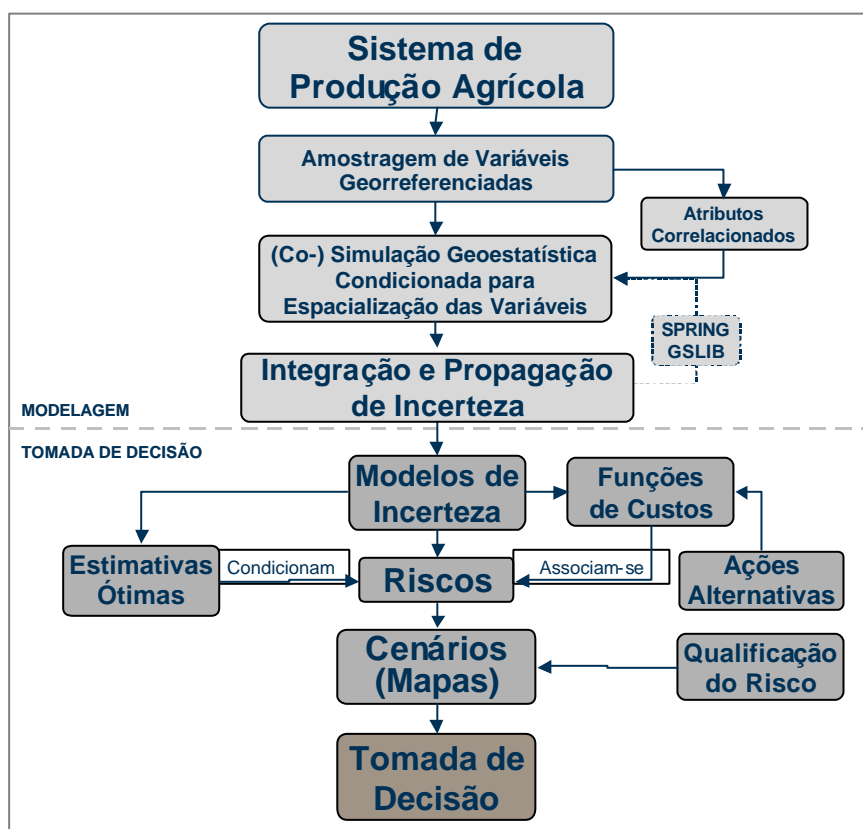 Sistema de
Produção Agrícola
Amostragem de Variáveis
Georreferenciadas
Atributos
Correlacionados
(Co-) Simulação Geoestatística
Condicionada para
Espacialização das Variáveis
SPRING
GSLIB
Integração e Propagação
de Incerteza
MODELAGEM
TOMADA DE DECISÃO
Modelos de
Incerteza
Funções
de Custos
Estimativas
Ótimas
Condicionam
Riscos
Associam-se
Ações
Alternativas
Cenários
(Mapas)
Qualificação
do Risco
Tomada de
Decisão